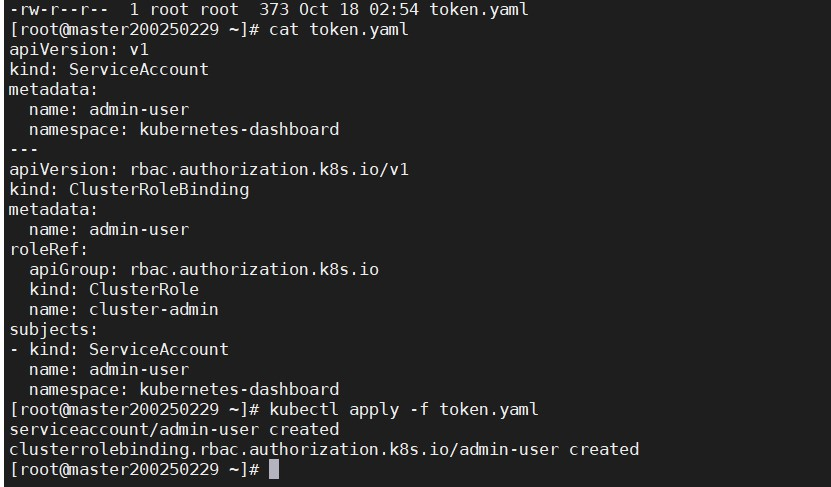 -rw-r--r--  1 root root  373 Oct 18 02:54 token.yaml
[root@master200250229 ~]# cat token.yaml
apiVersion: v1
kind: ServiceAccount
metadata:
  name: admin-user
  namespace: kubernetes-dashboard
---
apiVersion: rbac.authorization.k8s.io/v1
kind: ClusterRoleBinding
metadata:
  name: admin-user
roleRef:
  apiGroup: rbac.authorization.k8s.io
  kind: ClusterRole
  name: cluster-admin
subjects:
- kind: ServiceAccount
  name: admin-user
  namespace: kubernetes-dashboard
[root@master200250229 ~]# kubectl apply -f token.yaml
serviceaccount/admin-user created
clusterrolebinding.rbac.authorization.k8s.io/admin-user created
[root@master200250229 ~]#